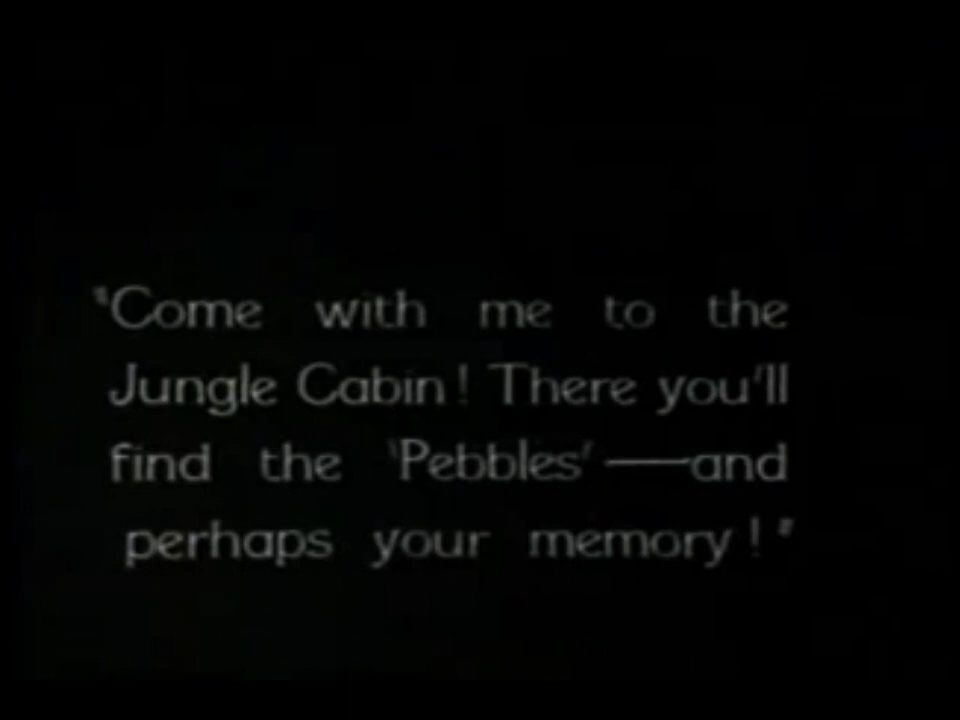 "Come with me to the
Jungle Cabin! There you'll
find the 'Pebbles'—and
perhaps your memory!"